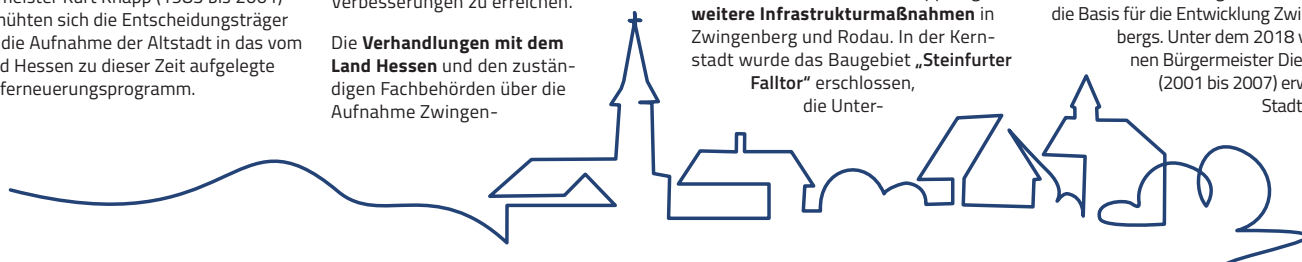 meister Kurt Knapp (1985 bis 2001)
mühten sich die Entscheidungsträger
die Aufnahme der Altstadt in das vom
d Hessen zu dieser Zeit aufgelegte
ferneuerungsprogramm.
Verbesserungen zu erreichen.
Die Verhandlungen mit dem
Land Hessen und den zustän-
digen Fachbehörden über die
Aufnahme Zwingen-
weitere Infrastrukturmaßnahmen in
Zwingenberg und Rodau. In der Kern-
stadt wurde das Baugebiet „Steinfurter
Falltor“ erschlossen,
die Unter-
die Basis für die Entwicklung Zwi
bergs. Unter dem 2018 v
nen Bürgermeister Die
(2001 bis 2007) erw
Stadt